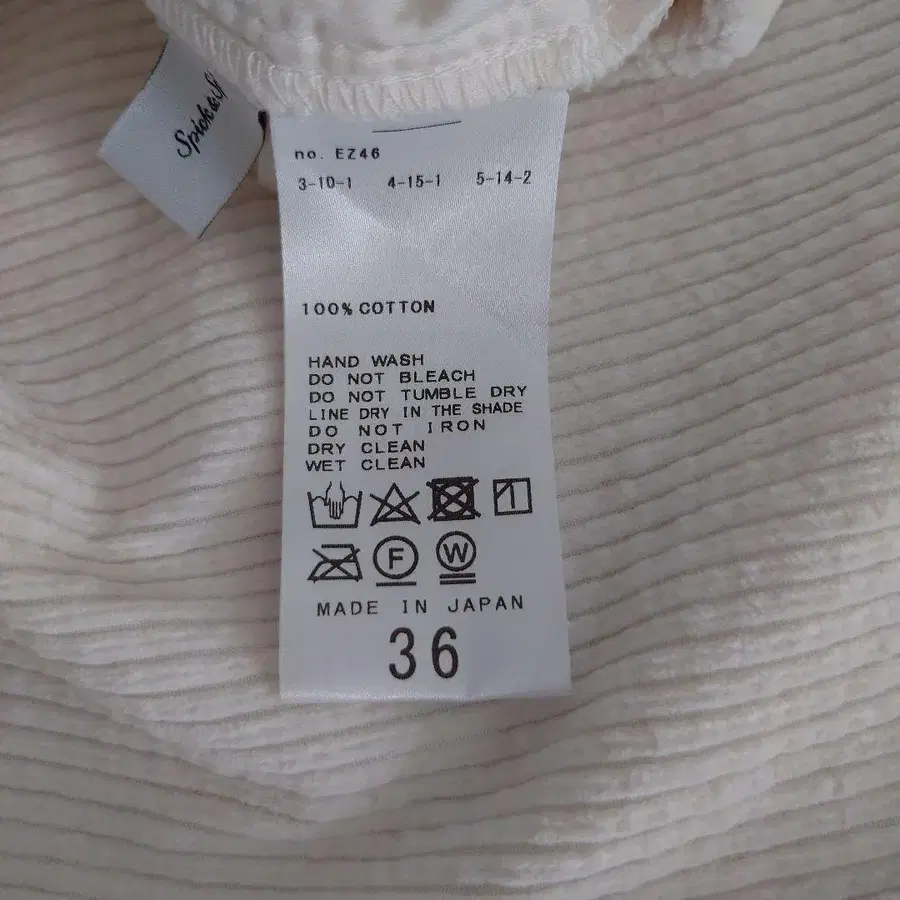 Spick&
no. EZ46
3-10-1 4-15-1 5-14-2
100% COTTON
HAND WASH
DO NOT BLEACH
DO NOT TUMBLE DRY
LINE DRY IN THE SHADE
DO NOT IRON
DRY CLEAN
WET CLEAN
F W
MADE IN JAPAN
36